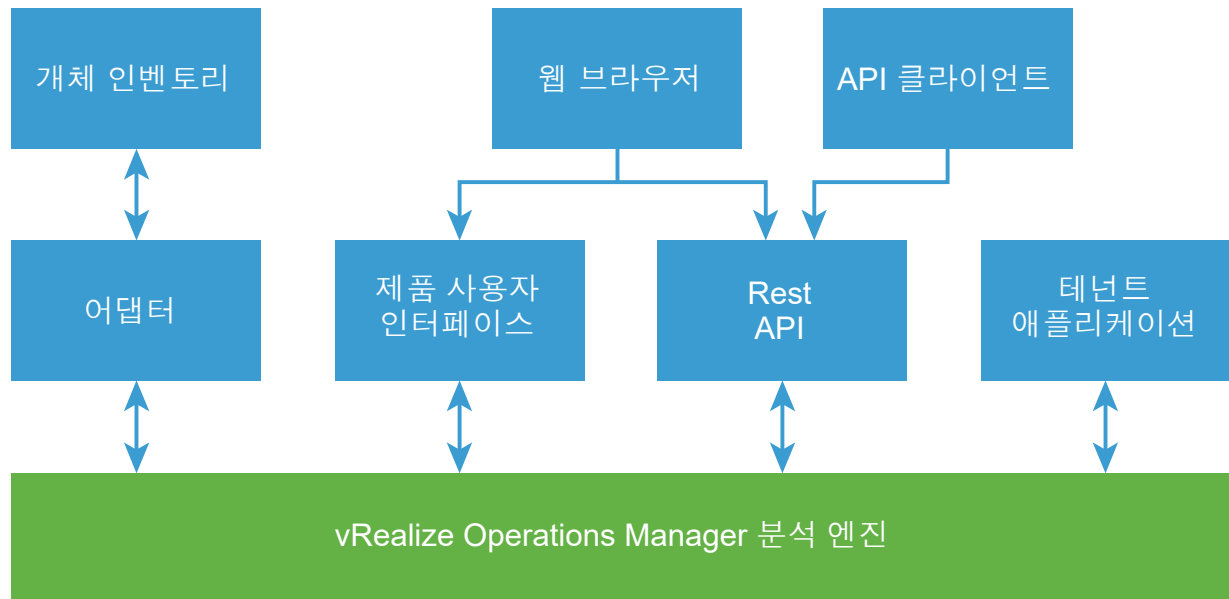 개체 인벤토리
웹 브라우저
API 클라이언트
어댑터
제품 사용자
인터페이스
Rest
API
테넌트
애플리케이션
vRealize Operations Manager 분석 엔진